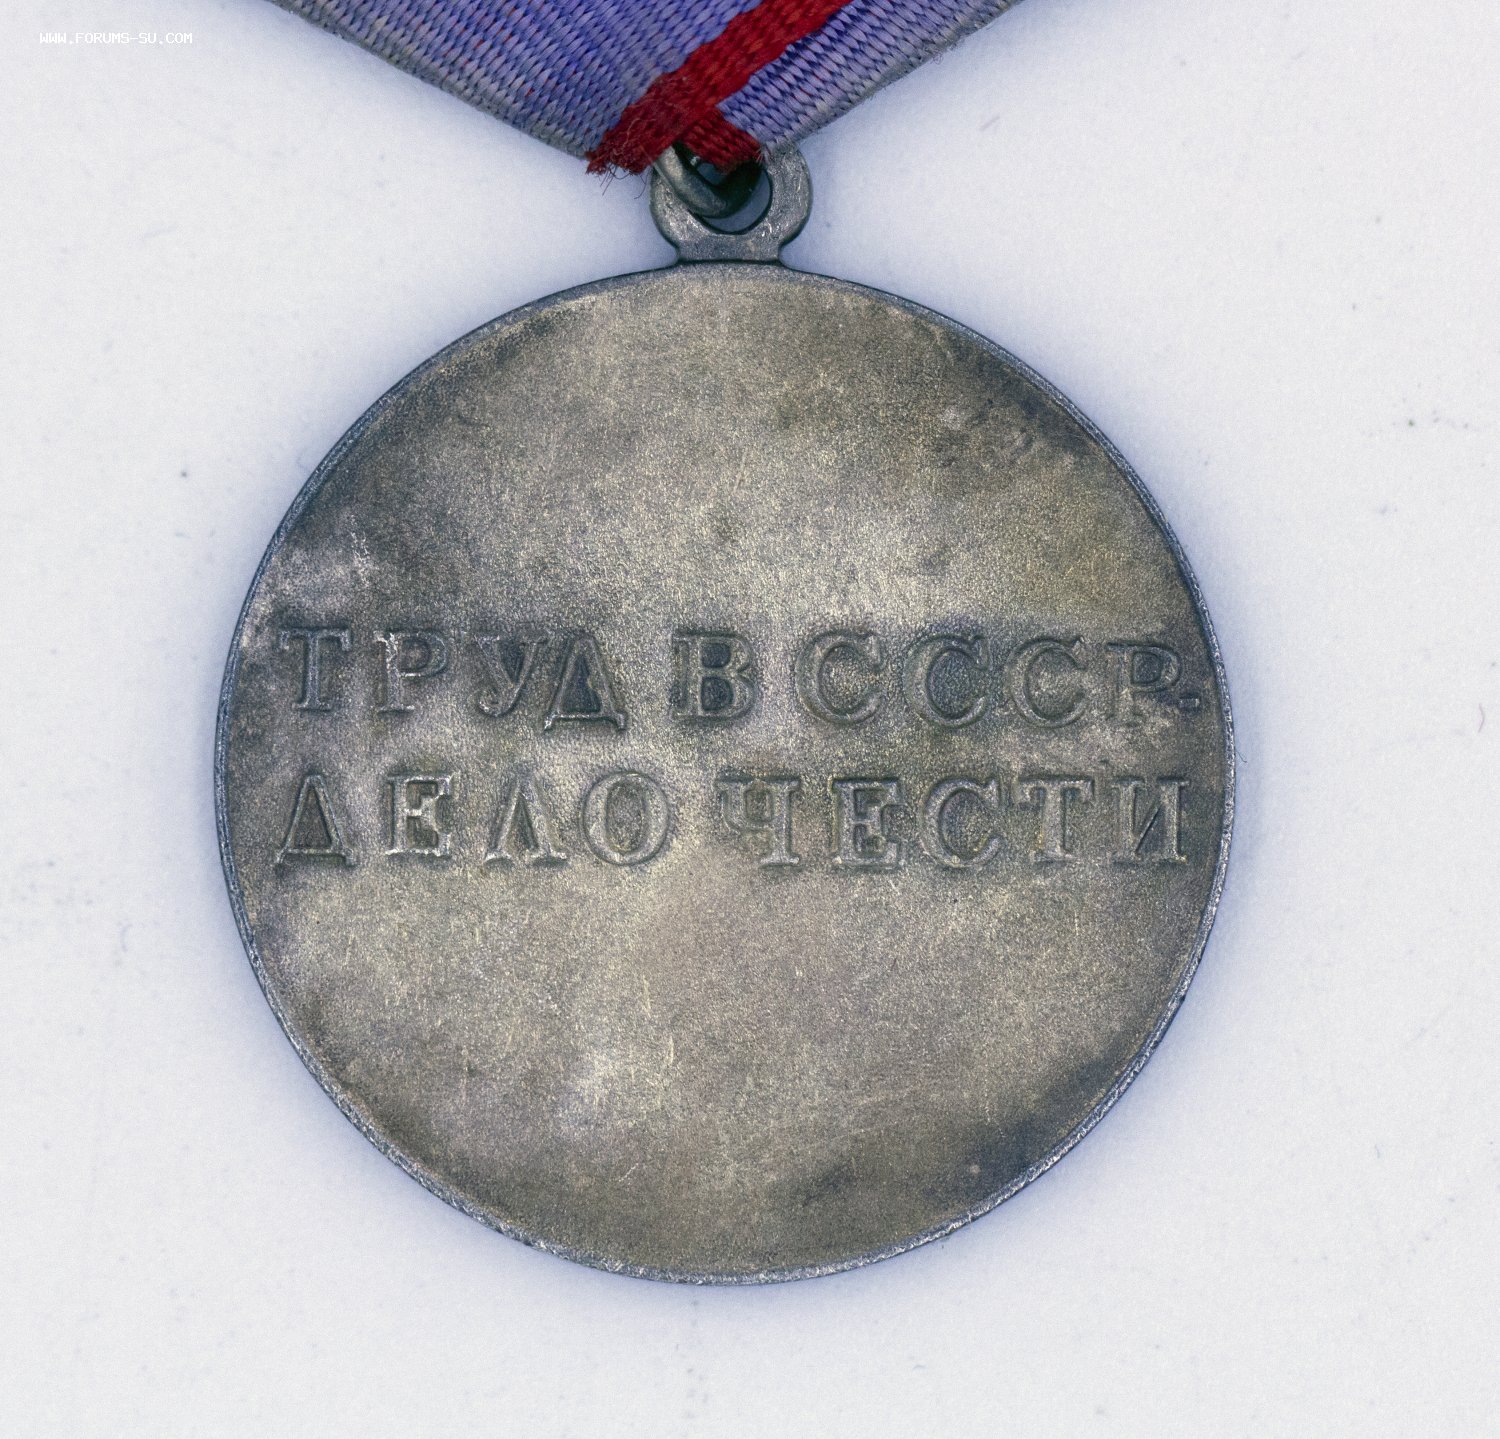 WWW.FORUMS-SU.COM
ТРУД В СССР-
ДЕЛО ЧЕСТИ